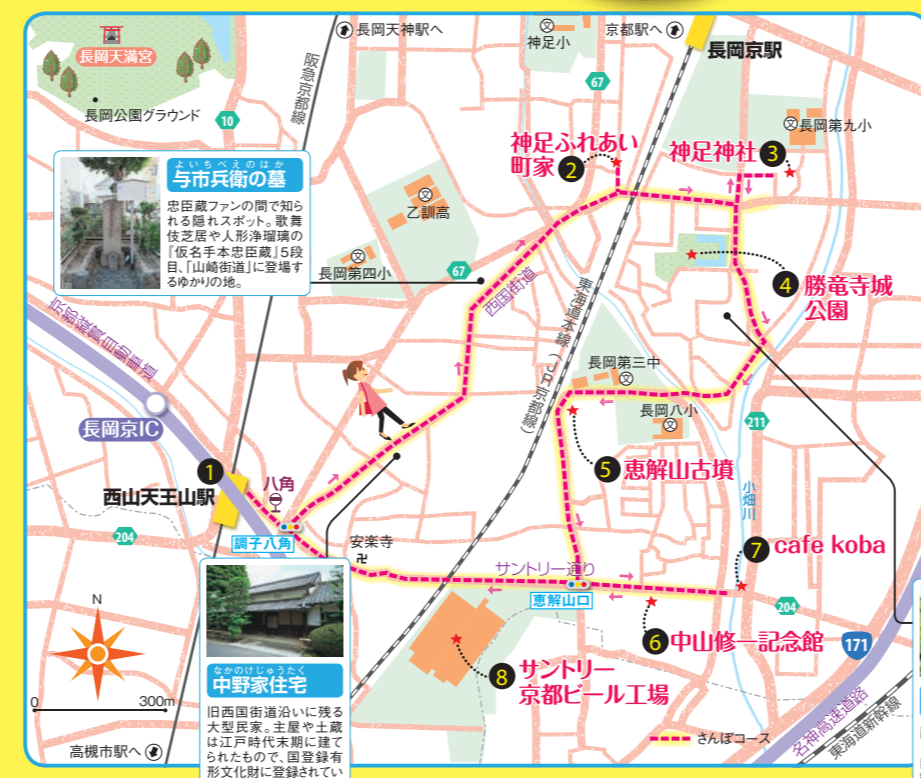 長岡天満宮
長岡公園グラウンド
10
長岡天神駅へ
阪急京都線
神足小
京都駅へ
67
長岡京駅
長岡第九小
よいちべえのはか
与市兵衛の墓
忠臣蔵ファンの間で知ら
れる隠れスポット。歌舞
伎芝居や人形浄瑠璃の
『仮名手本忠臣蔵』5段
目、「山崎街道」に登場す
るゆかりの地。
神足ふれあい
町家 2
神足神社 3
乙訓高
長岡第四小
67
西国街道
東海道本線(JR京都線)
4 勝竜寺城
公園
京都縦貫自動車道
長岡京IC
長岡第三中
長岡八小
211
小畑川
5 恵解山古墳
1
西山天王山駅
八角
調子八角
204
安楽寺
サントリー通り
恵解山口
7 cafe koba
204
6 中山修一記念館
171
8 サントリー
京都ビール工場
なかのけじゅうたく
中野家住宅
旧西国街道沿いに残る
大型民家。主屋や土蔵
は江戸時代末期に建て
られたもので、国登録有
形文化財に登録されてい
N
0 300m
高槻市駅へ
さんぽコース
名神高速道路
東海道新幹線